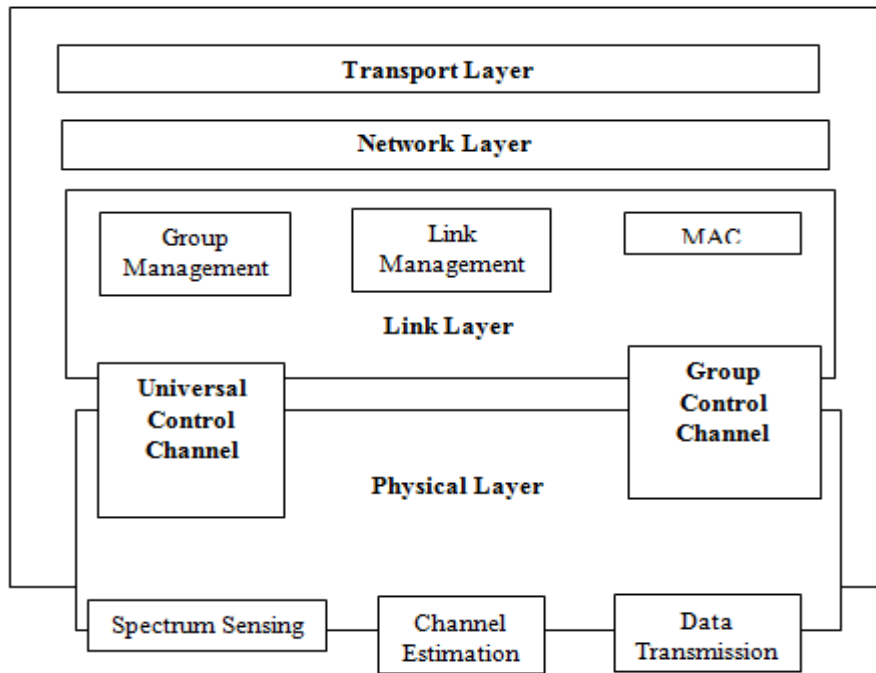 Transport Layer
Network Layer
Group
Management
Link
Management
MAC
Link Layer
Universal
Control
Channel
Group
Control
Channel
Physical Layer
Spectrum Sensing
Channel
Estimation
Data
Transmission